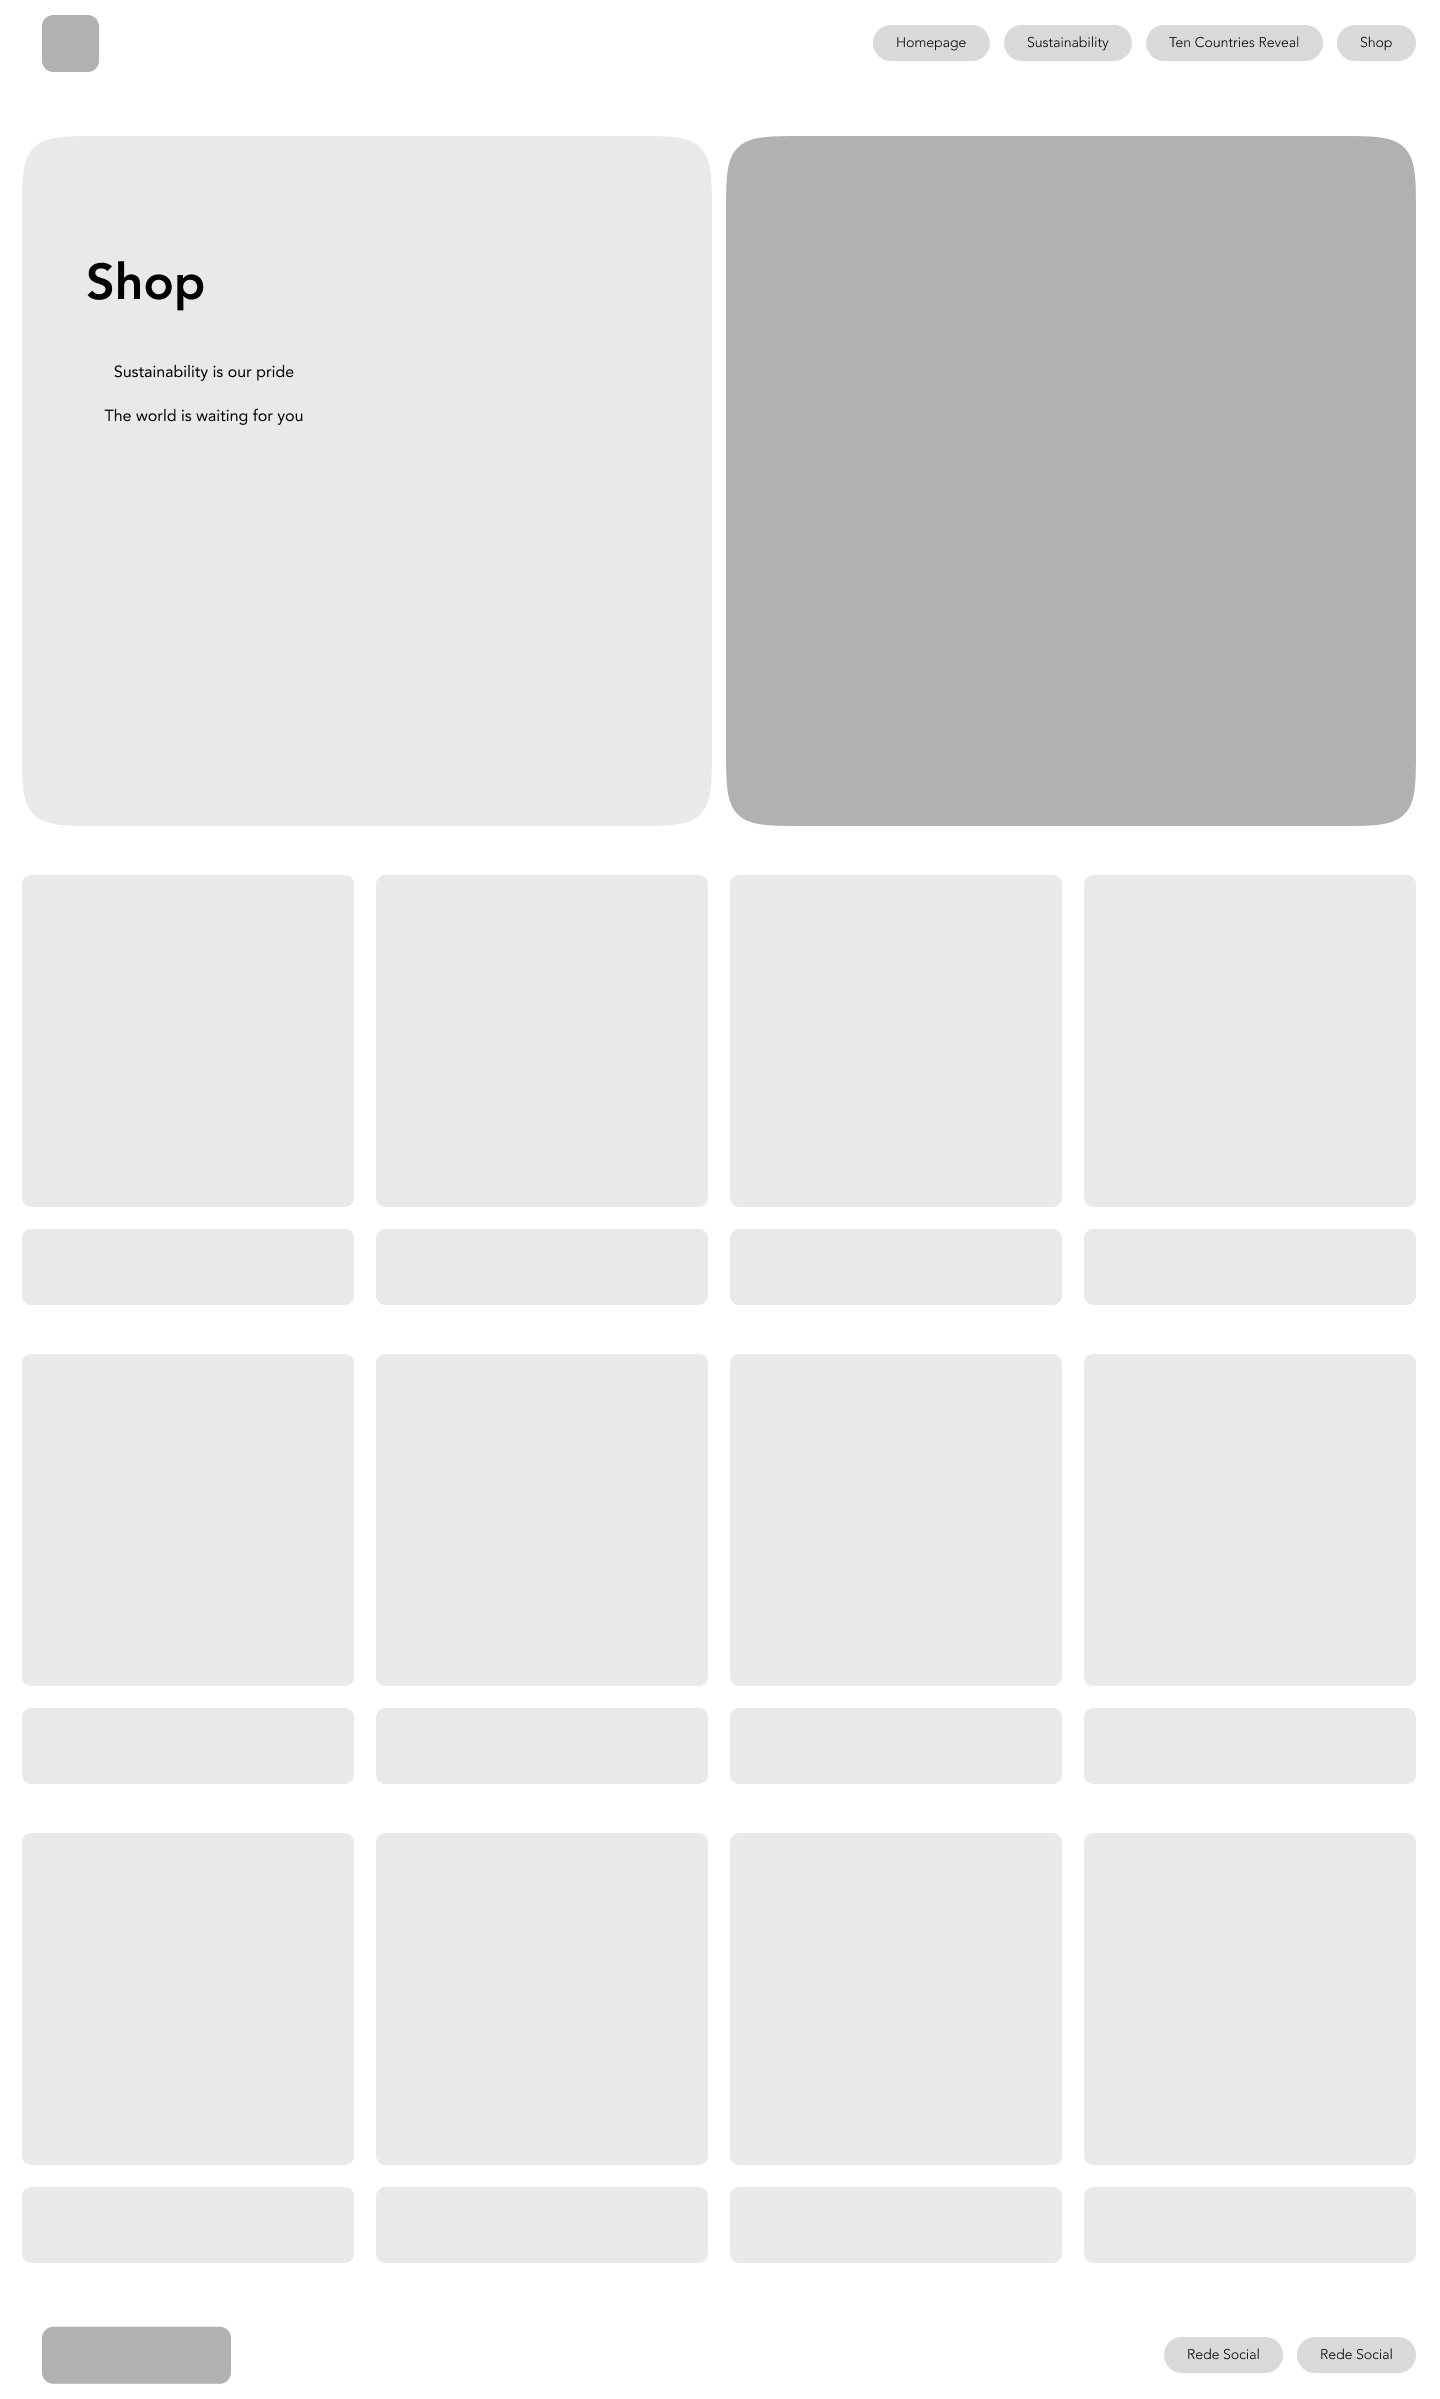 Homepage
Sustainability
Ten Countries Reveal
Shop
Shop
Sustainability is our pride
The world is waiting for you
Rede Social
Rede Social